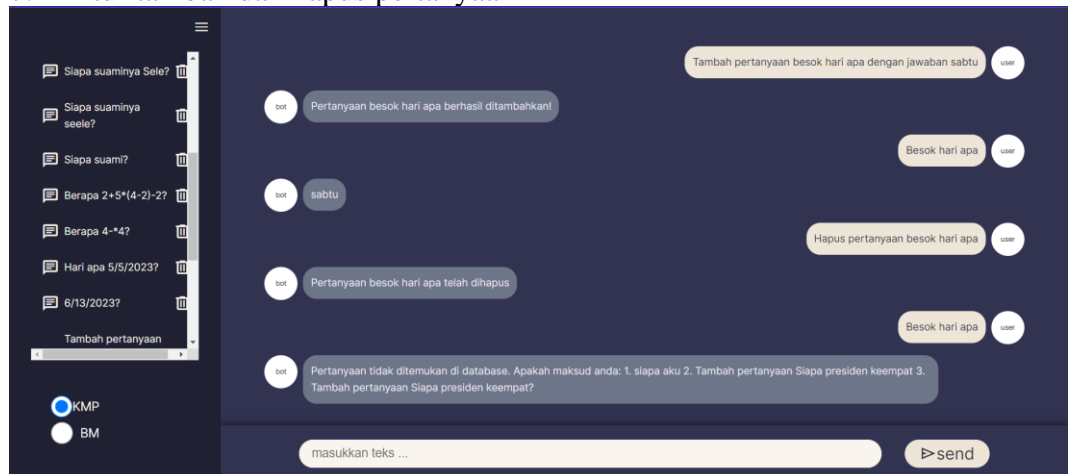 Siapa suaminya Sele?
Siapa suaminya
seele?
Siapa suami?
Berapa 2+5*(4-2)-2?
Berapa 4-*4?
Hari apa 5/5/2023?
6/13/2023?
Tambah pertanyaan
KMP
BM
Tambah pertanyaan besok hari apa dengan jawaban sabtu
user
bot
Pertanyaan besok hari apa berhasil ditambahkan!
Besok hari apa
user
bot
sabtu
Hapus pertanyaan besok hari apa
user
bot
Pertanyaan besok hari apa telah dihapus
Besok hari apa
user
bot
Pertanyaan tidak ditemukan di database. Apakah maksud anda: 1. siapa aku 2. Tambah pertanyaan Siapa presiden keempat 3.
Tambah pertanyaan Siapa presiden keempat?
masukkan teks ...
send